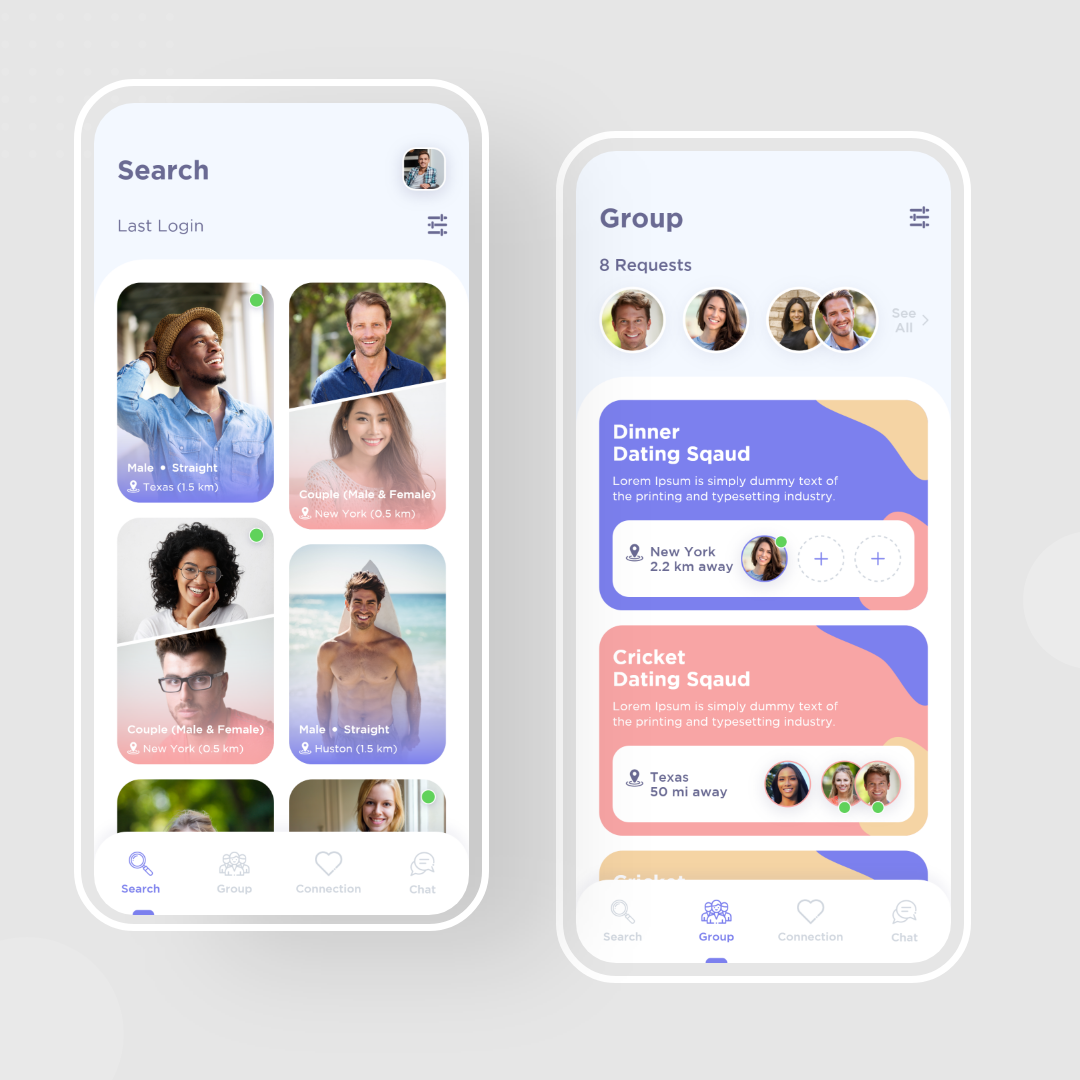 Search
Last Login
Male • Straight
Texas (1.5 km)
Couple (Male & Female)
New York (0.5 km)
Couple (Male & Female)
New York (0.5 km)
Male • Straight
Huston (1.5 km)
Search
Group
Connection
Chat
Group
8 Requests
See
All
Dinner
Dating Sqaud
Lorem Ipsum is simply dummy text of
the printing and typesetting industry.
New York
2.2 km away
Cricket
Dating Sqaud
Lorem Ipsum is simply dummy text of
the printing and typesetting industry.
Texas
50 mi away
Cricket
Search
Group
Connection
Chat